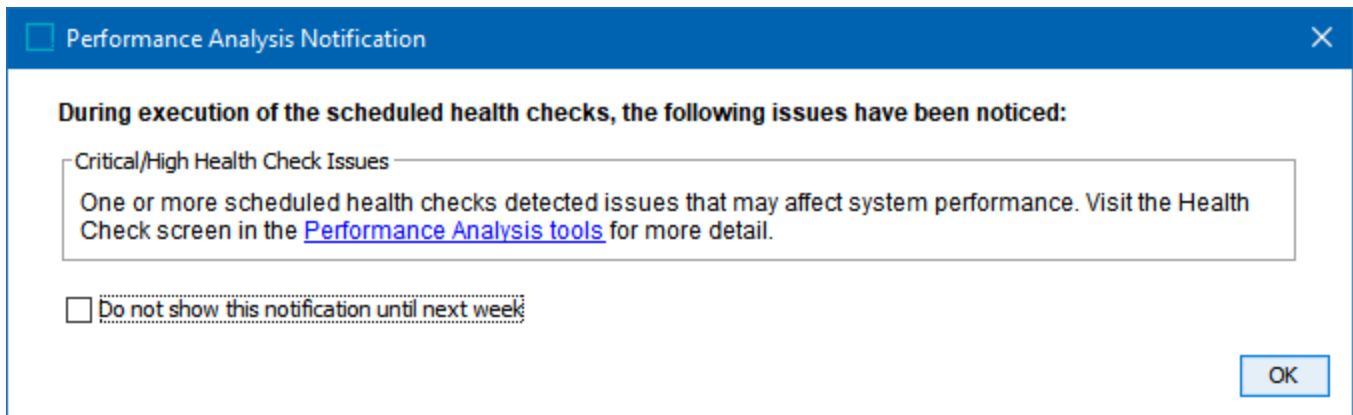 Performance Analysis Notification
During execution of the scheduled health checks, the following issues have been noticed:
Critical/High Health Check Issues
One or more scheduled health checks detected issues that may affect system performance. Visit the Health
Check screen in the Performance Analysis tools for more detail.
Do not show this notification until next week
OK